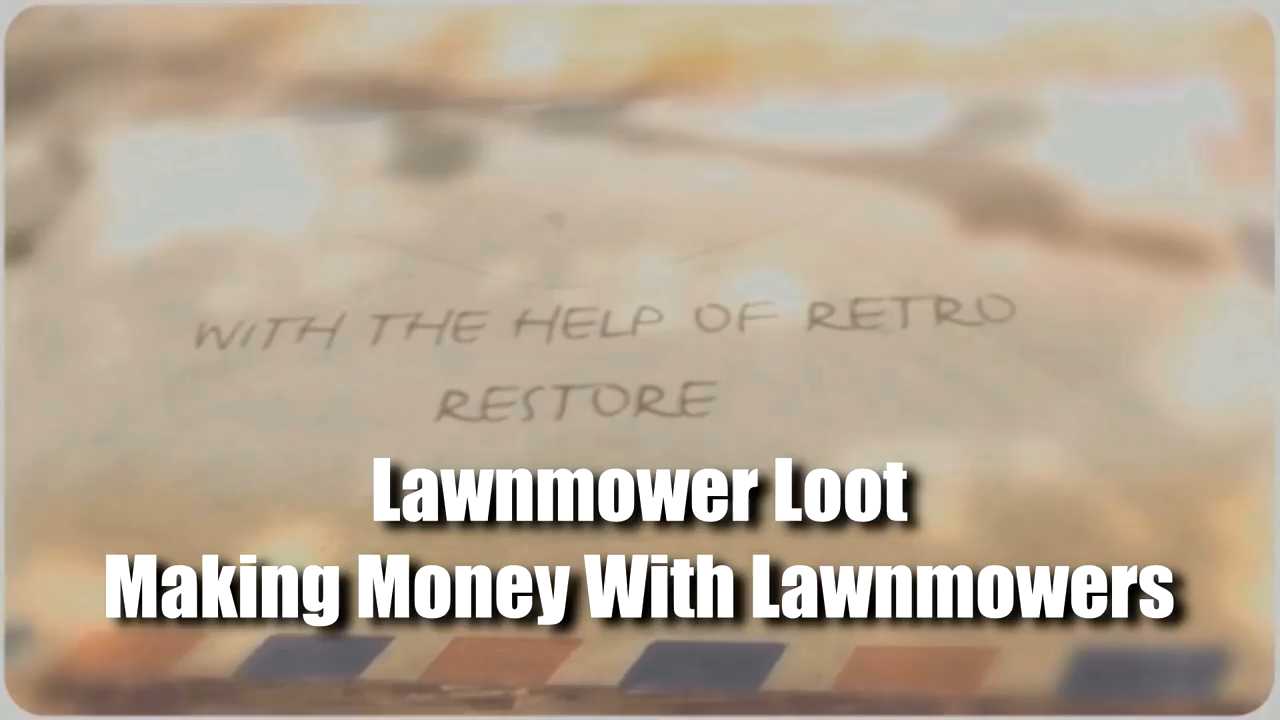 WITH THE HELP OF RETRO
RESTORE
Lawnmower Loot
Making Money With Lawnmowers